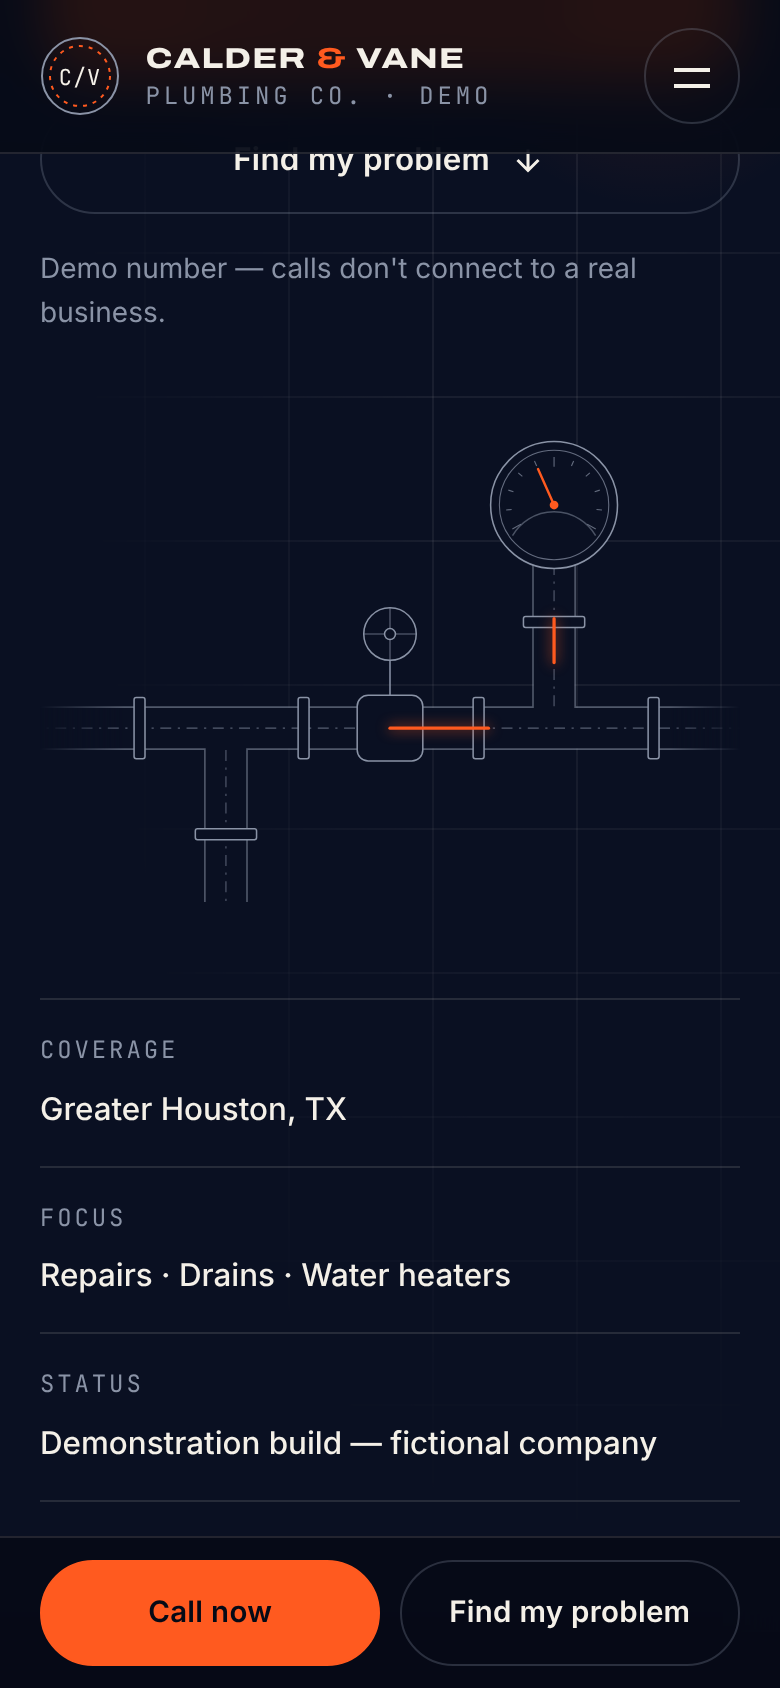 C/V
CALDER & VANE
PLUMBING CO. · DEMO
Find my problem ↓
Demo number — calls don't connect to a real
business.
COVERAGE
Greater Houston, TX
FOCUS
Repairs · Drains · Water heaters
STATUS
Demonstration build — fictional company
Call now
Find my problem